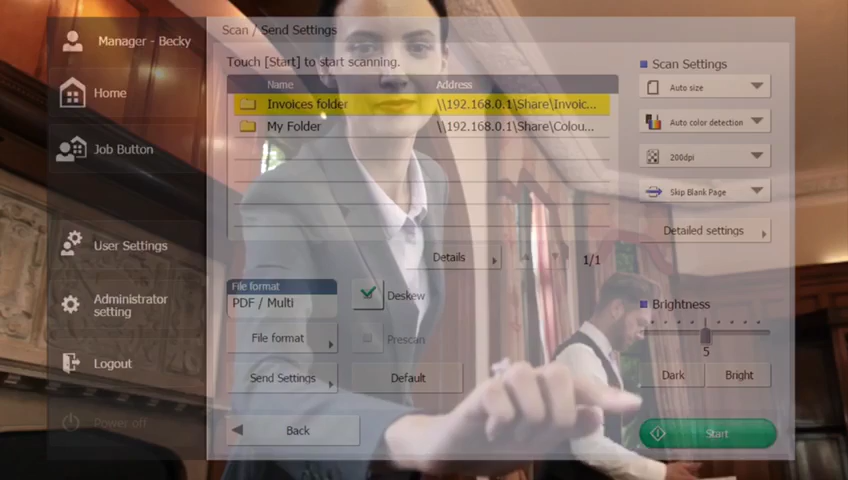 Manager - Becky
Home
Job Button
User Settings
Administrator
setting
Logout
Power off
Scan / Send Settings
Touch [Start] to start scanning.
Name Address
Invoices folder \\192.168.0.1\Share\Invoic...
My Folder \\192.168.0.1\Share\Colou...
Details 1/1
File format
PDF / Multi
Deskew
File format
Prescan
Send Settings
Default
Back
Scan Settings
Auto size
Auto color detection
200dpi
Skip Blank Page
Detailed settings
Brightness
5
Dark Bright
Start